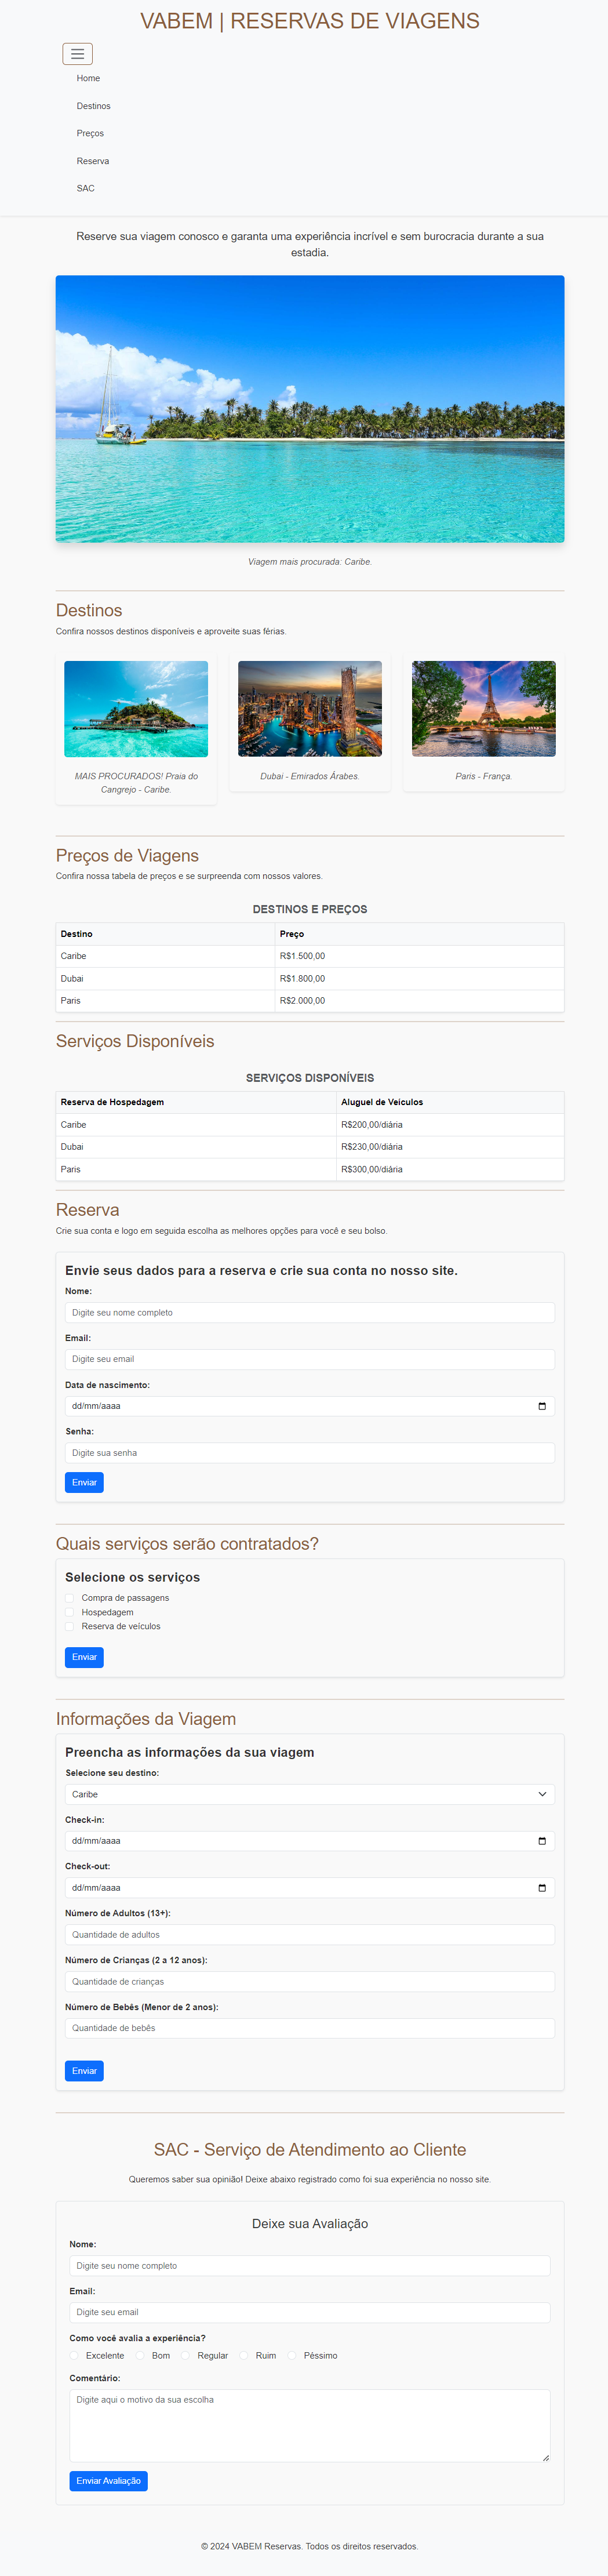 VABEM | RESERVAS DE VIAGENS
Home
Destinos
Preços
Reserva
SAC
Reserve sua viagem conosco e garanta uma experiência incrível e sem burocracia durante a sua
estadia.
Viagem mais procurada: Caribe.
Destinos
Confira nossos destinos disponíveis e aproveite suas férias.
MAIS PROCURADOS! Praia do
Cangrejo - Caribe.
Dubai - Emirados Árabes.
Paris - França.
Preços de Viagens
Confira nossa tabela de preços e se surpreenda com nossos valores.
DESTINOS E PREÇOS
Destino Preço
Caribe R$1.500,00
Dubai R$1.800,00
Paris R$2.000,00
Serviços Disponíveis
SERVIÇOS DISPONÍVEIS
Reserva de Hospedagem Aluguel de Veículos
Caribe R$200,00/diária
Dubai R$230,00/diária
Paris R$300,00/diária
Reserva
Crie sua conta e logo em seguida escolha as melhores opções para você e seu bolso.
Envie seus dados para a reserva e crie sua conta no nosso site.
Nome:
Digite seu nome completo
Email:
Digite seu email
Data de nascimento:
dd/mm/aaaa
Senha:
Digite sua senha
Enviar
Quais serviços serão contratados?
Selecione os serviços
Compra de passagens
Hospedagem
Reserva de veículos
Enviar
Informações da Viagem
Preencha as informações da sua viagem
Selecione seu destino:
Caribe
Check-in:
dd/mm/aaaa
Check-out:
dd/mm/aaaa
Número de Adultos (13+):
Quantidade de adultos
Número de Crianças (2 a 12 anos):
Quantidade de crianças
Número de Bebês (Menor de 2 anos):
Quantidade de bebês
Enviar
SAC - Serviço de Atendimento ao Cliente
Queremos saber sua opinião! Deixe abaixo registrado como foi sua experiência no nosso site.
Deixe sua Avaliação
Nome:
Digite seu nome completo
Email:
Digite seu email
Como você avalia a experiência?
Excelente Bom Regular Ruim Péssimo
Comentário:
Digite aqui o motivo da sua escolha
Enviar Avaliação
© 2024 VABEM Reservas. Todos os direitos reservados.